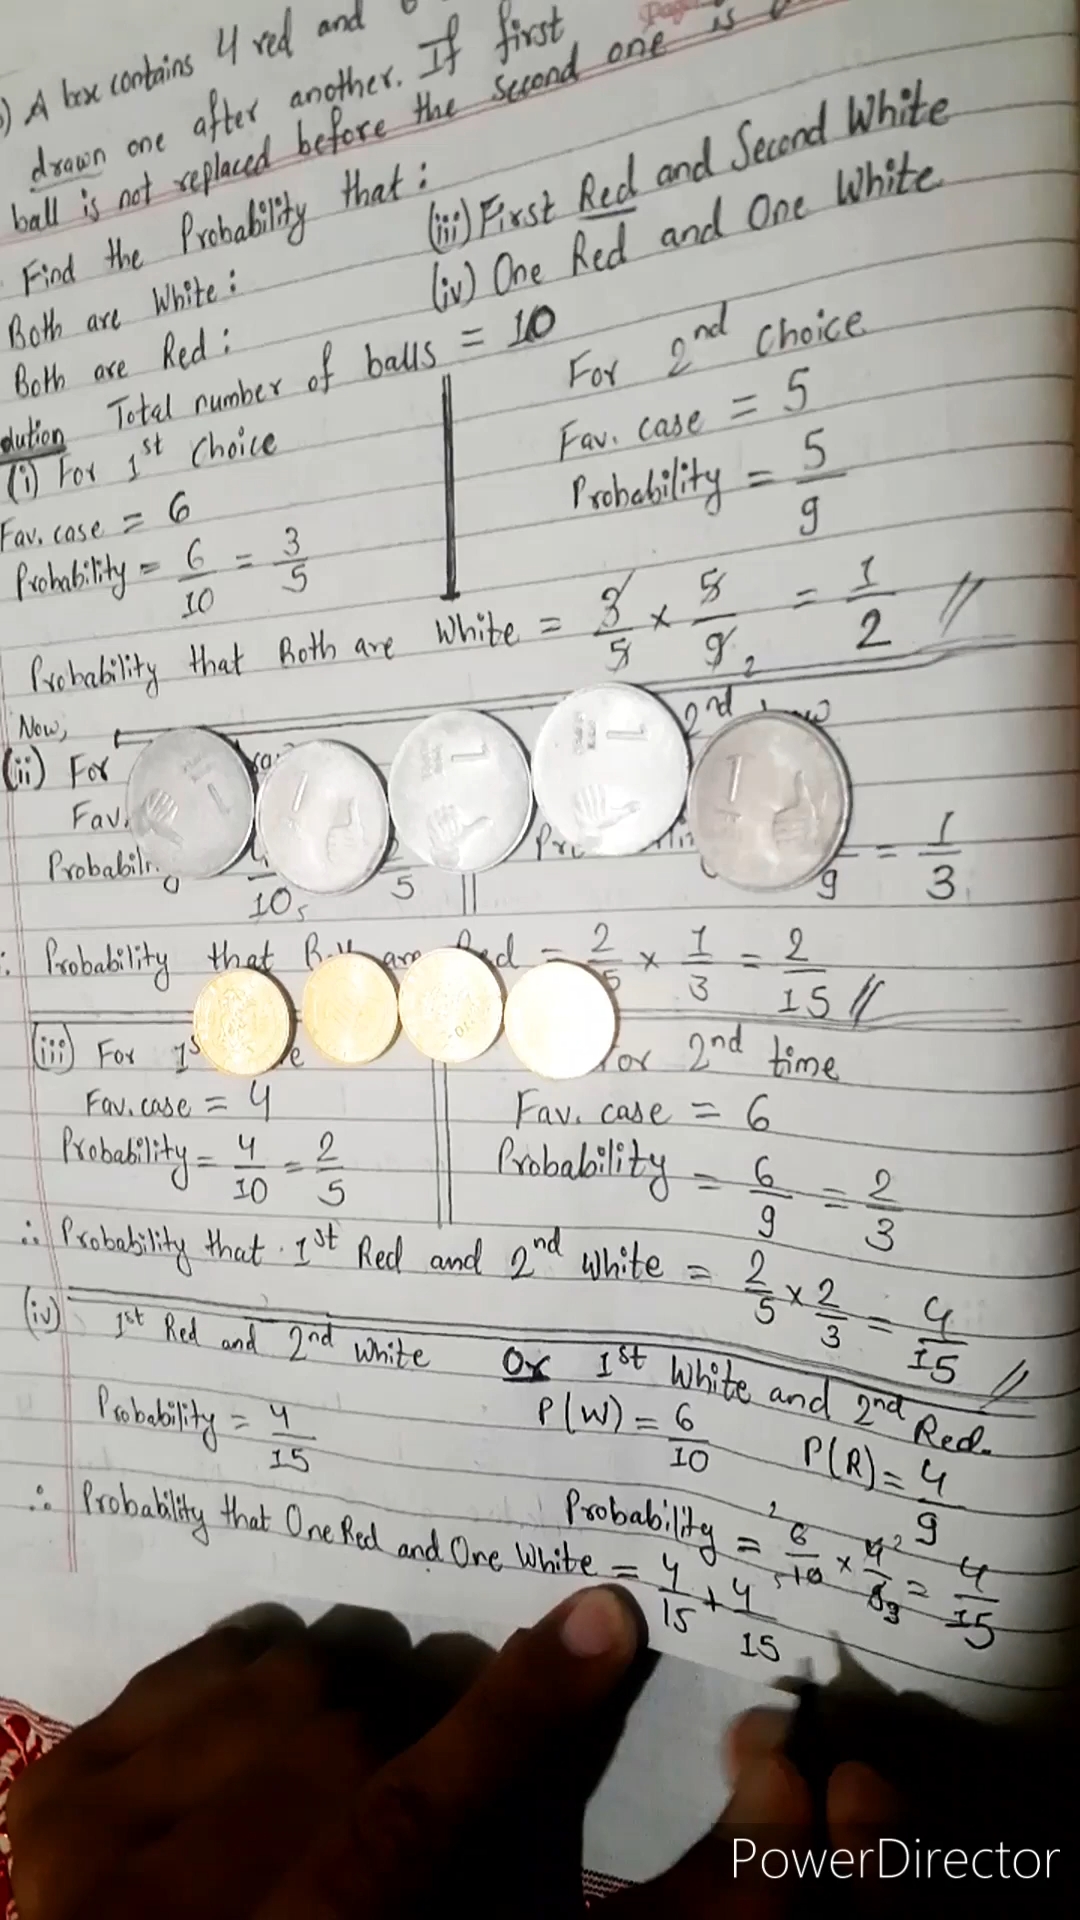 A box contains 4 red and
drawn one after another. If first
ball is not replaced before the second one is
Find the Probability that:
Both are White: (iii) First Red and Second White
Both are Red: (iv) One Red and One White
Total number of balls = 10
(i) For 1st Choice
Fav. case = 6
Probability = 6/10 = 3/5
For 2nd Choice
Fav. case = 5
Probability = 5/9
Probability that Both are White = 3/5 × 5/9 2 = 1/2 //
Now,
(ii) For 2nd
Fav.
10 5 5 9 = 1/3
Probability that are Red = 2/5 × 1/3 = 2/15 //
(iii) For
Fav. case = 4
Probability = 4/10 = 2/5
2nd time
Fav. case = 6
Probability = 6/9 = 2/3
∴ Probability that 1st Red and 2nd White = 2/5 × 2/3 = 4/15 //
(iv) 1st Red and 2nd White Or 1st White and 2nd Red.
Probability = 4/15
P(W) = 6/10 P(R) = 4/9
Probability = 6/10 × 4/9 = 4/15
∴ Probability that One Red and One White = 4/15 + 4/15
PowerDirector